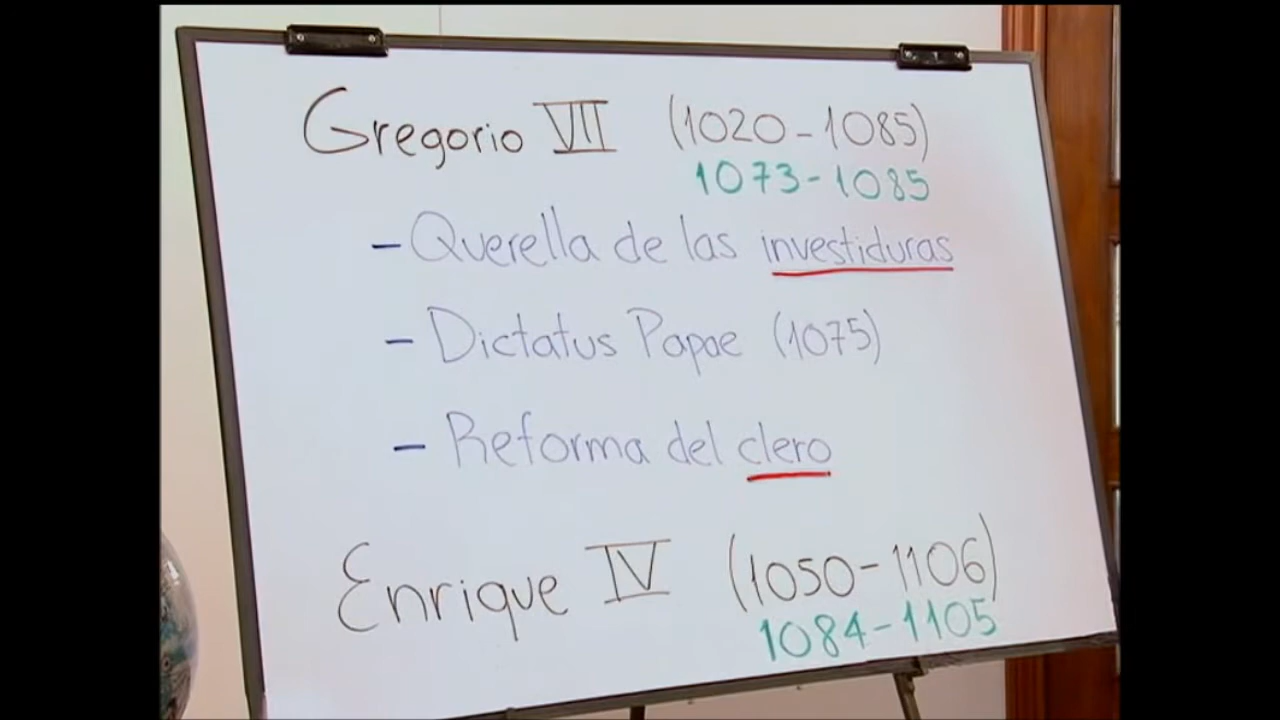 Gregorio VII (1020-1085)
1073-1085
- Querella de las investiduras
- Dictatus Papae (1075)
- Reforma del clero
Enrique IV (1050-1106)
1084-1105